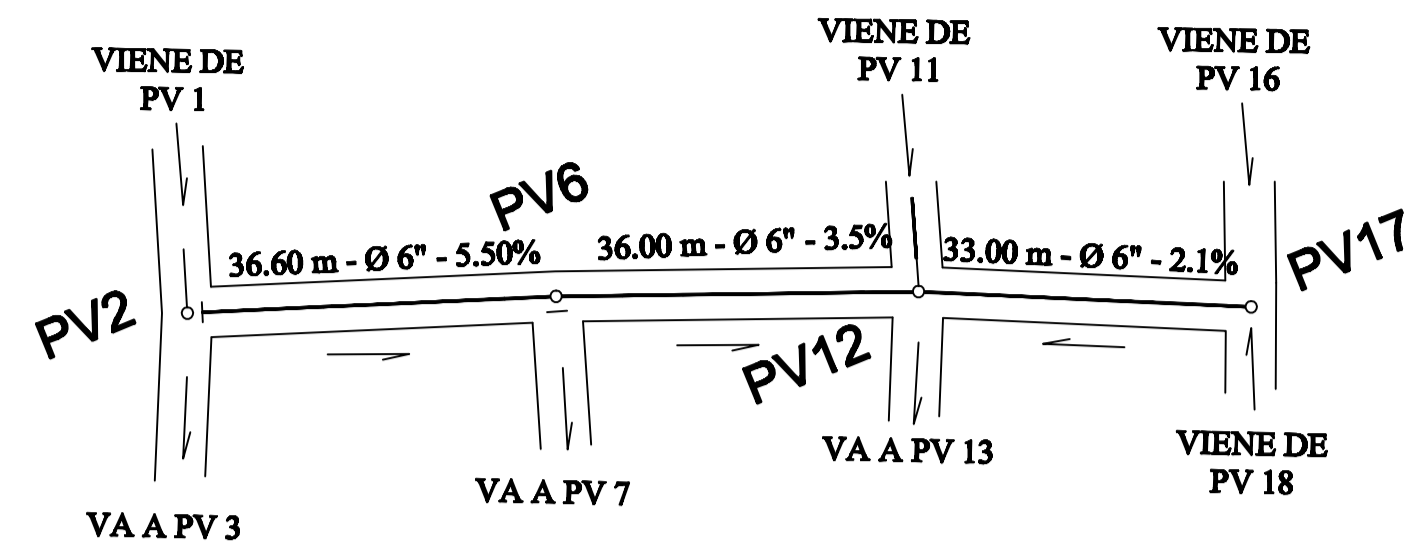 VIENE DE
PV 1
VIENE DE
PV 11
VIENE DE
PV 16
PV6
36.60 m - Ø 6" - 5.50%
36.00 m - Ø 6" - 3.5%
33.00 m - Ø 6" - 2.1%
PV17
PV2
PV12
VA A PV 3
VA A PV 7
VA A PV 13
VIENE DE
PV 18